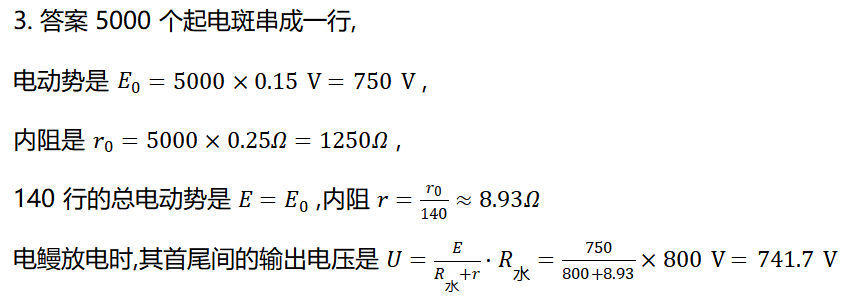 3. 答案 5000 个起电斑串成一行,
电动势是 E₀ = 5000 × 0.15 V = 750 V ,
内阻是 r₀ = 5000 × 0.25Ω = 1250Ω ,
140 行的总电动势是 E = E₀ ,内阻 r = r₀/140 ≈ 8.93Ω
电鳗放电时,其首尾间的输出电压是 U = E/(R水+r) · R水 = 750/(800+8.93) × 800 V = 741.7 V